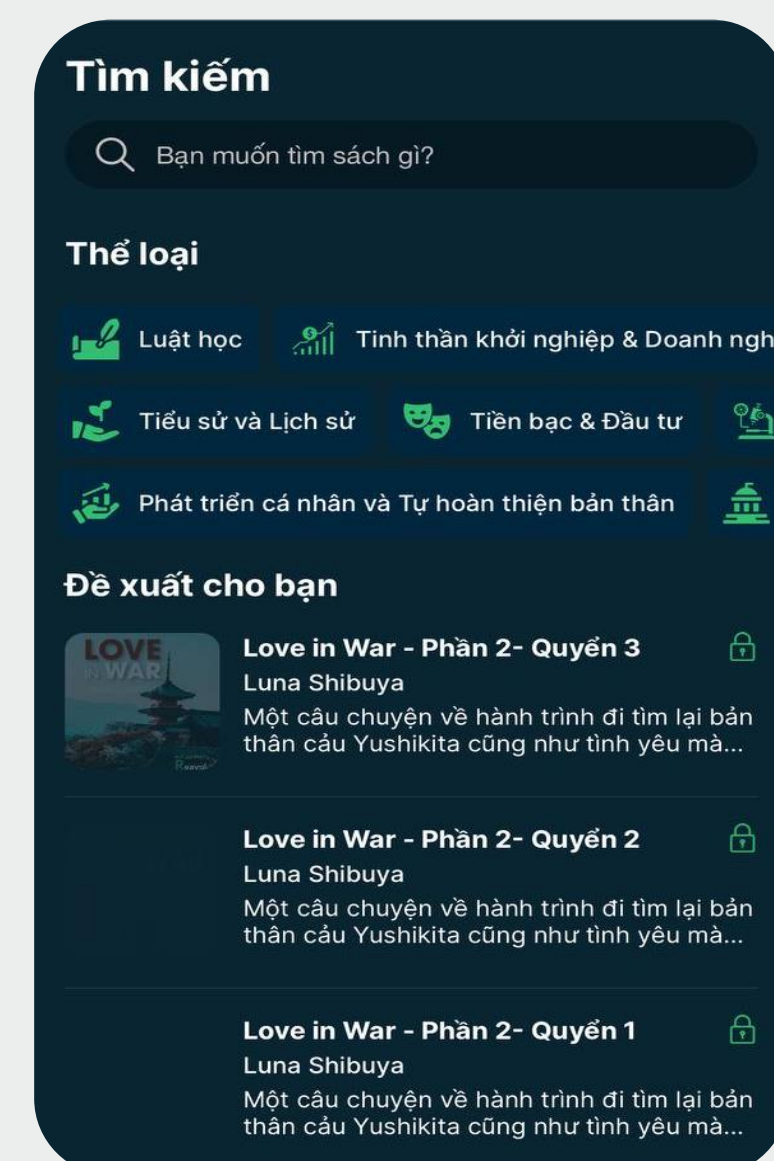 Tìm kiếm
Bạn muốn tìm sách gì?
Thể loại
Luật học
Tinh thần khởi nghiệp & Doanh ngh
Tiểu sử và Lịch sử
Tiền bạc & Đầu tư
Phát triển cá nhân và Tự hoàn thiện bản thân
Đề xuất cho bạn
LOVE
IN WAR
Love in War - Phần 2- Quyển 3
Luna Shibuya
Một câu chuyện về hành trình đi tìm lại bản
thân cảu Yushikita cũng như tình yêu mà...
Love in War - Phần 2- Quyển 2
Luna Shibuya
Một câu chuyện về hành trình đi tìm lại bản
thân cảu Yushikita cũng như tình yêu mà...
Love in War - Phần 2- Quyển 1
Luna Shibuya
Một câu chuyện về hành trình đi tìm lại bản
thân cảu Yushikita cũng như tình yêu mà...